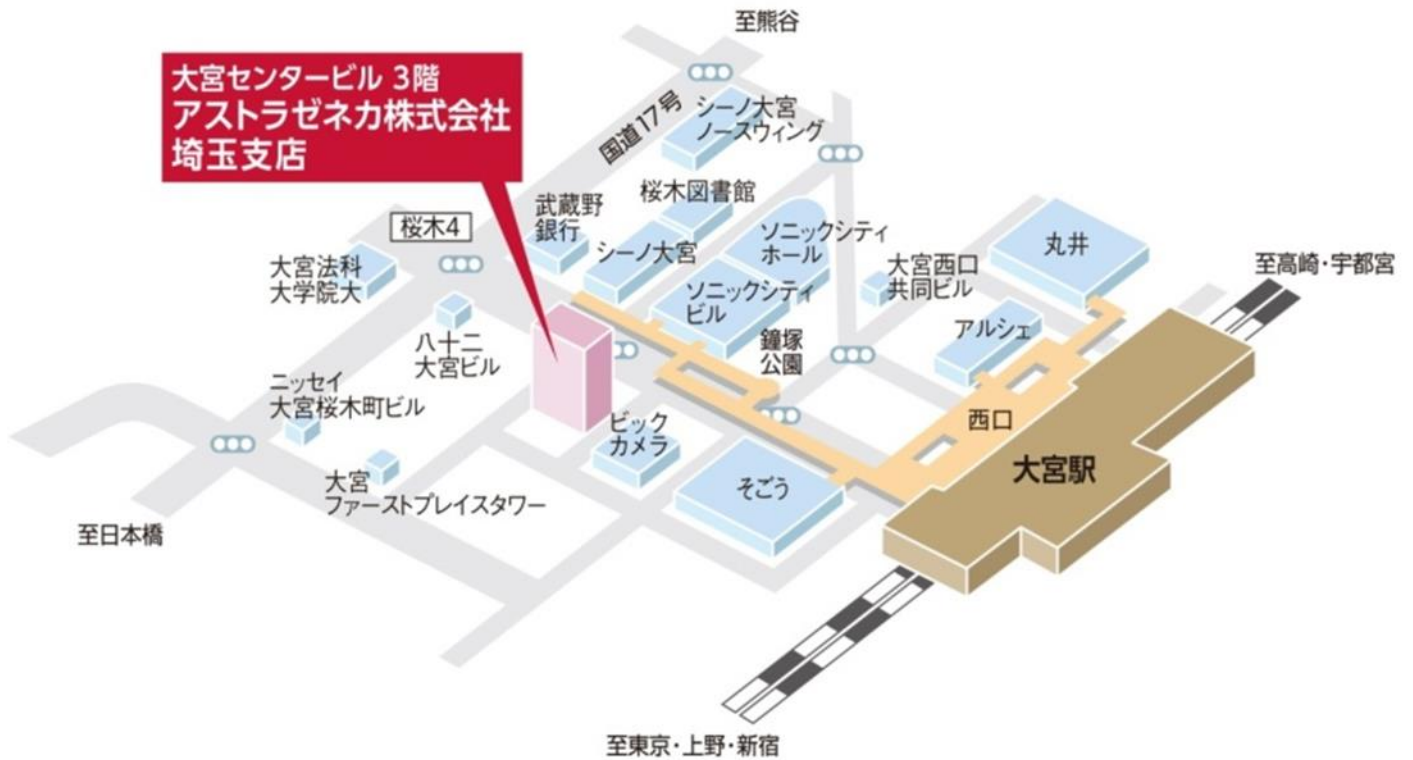 至熊谷
大宮センタービル 3階
アストラゼネカ株式会社
埼玉支店
国道17号
シーノ大宮
ノースウィング
桜木図書館
武蔵野
銀行
桜木4
シーノ大宮
ソニックシティ
ホール
丸井
大宮法科
大学院大
大宮西口
共同ビル
至高崎・宇都宮
ソニックシティ
ビル
アルシェ
八十二
大宮ビル
鐘塚
公園
ニッセイ
大宮桜木町ビル
ビック
カメラ
西口
大宮駅
大宮
ファーストプレイスタワー
そごう
至日本橋
至東京・上野・新宿